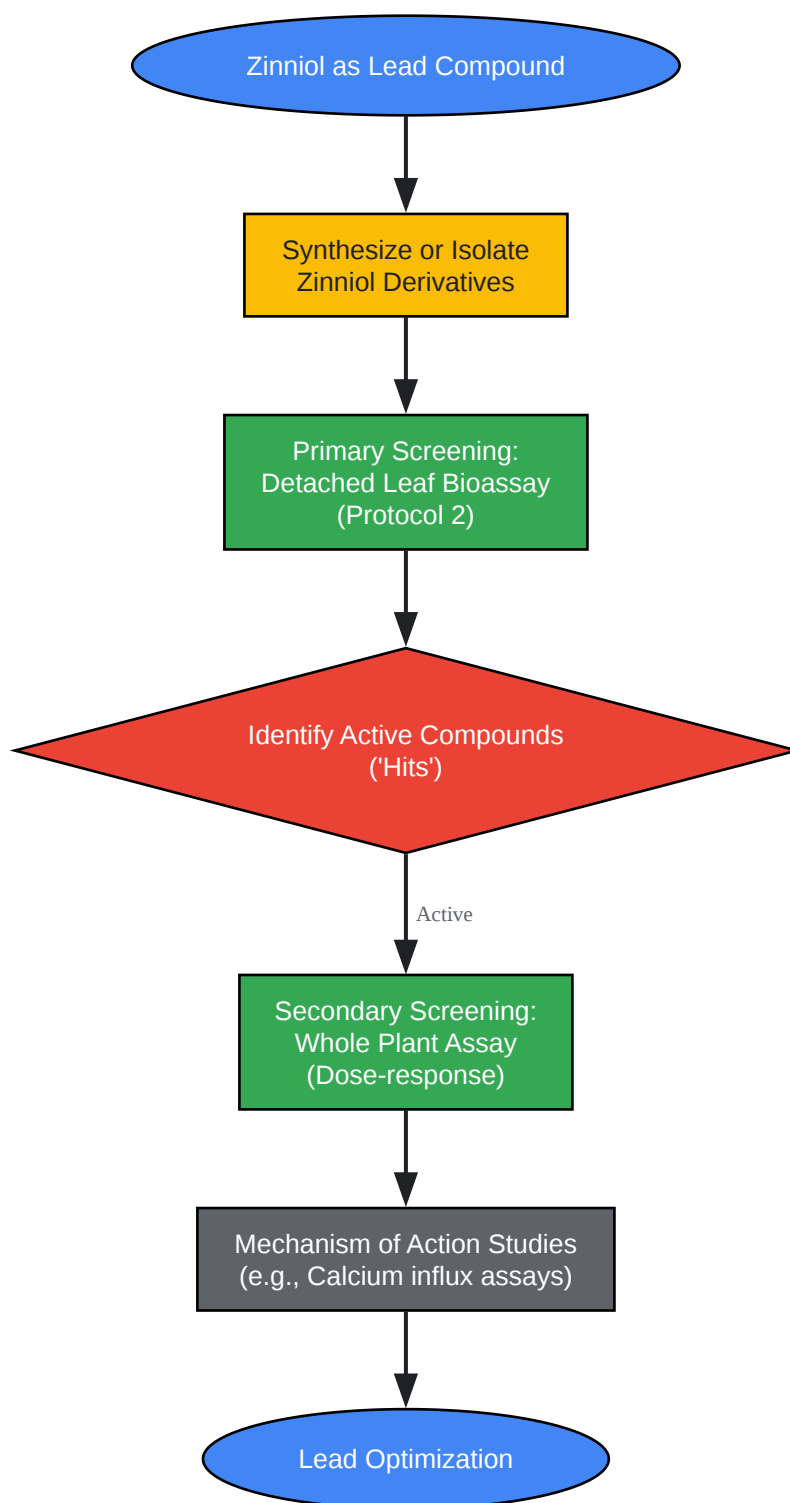 Zinniol as Lead Compound
Synthesize or Isolate
Zinniol Derivatives
Primary Screening:
Detached Leaf Bioassay
(Protocol 2)
Identify Active Compounds
('Hits')
Active
Secondary Screening:
Whole Plant Assay
(Dose-response)
Mechanism of Action Studies
(e.g., Calcium influx assays)
Lead Optimization